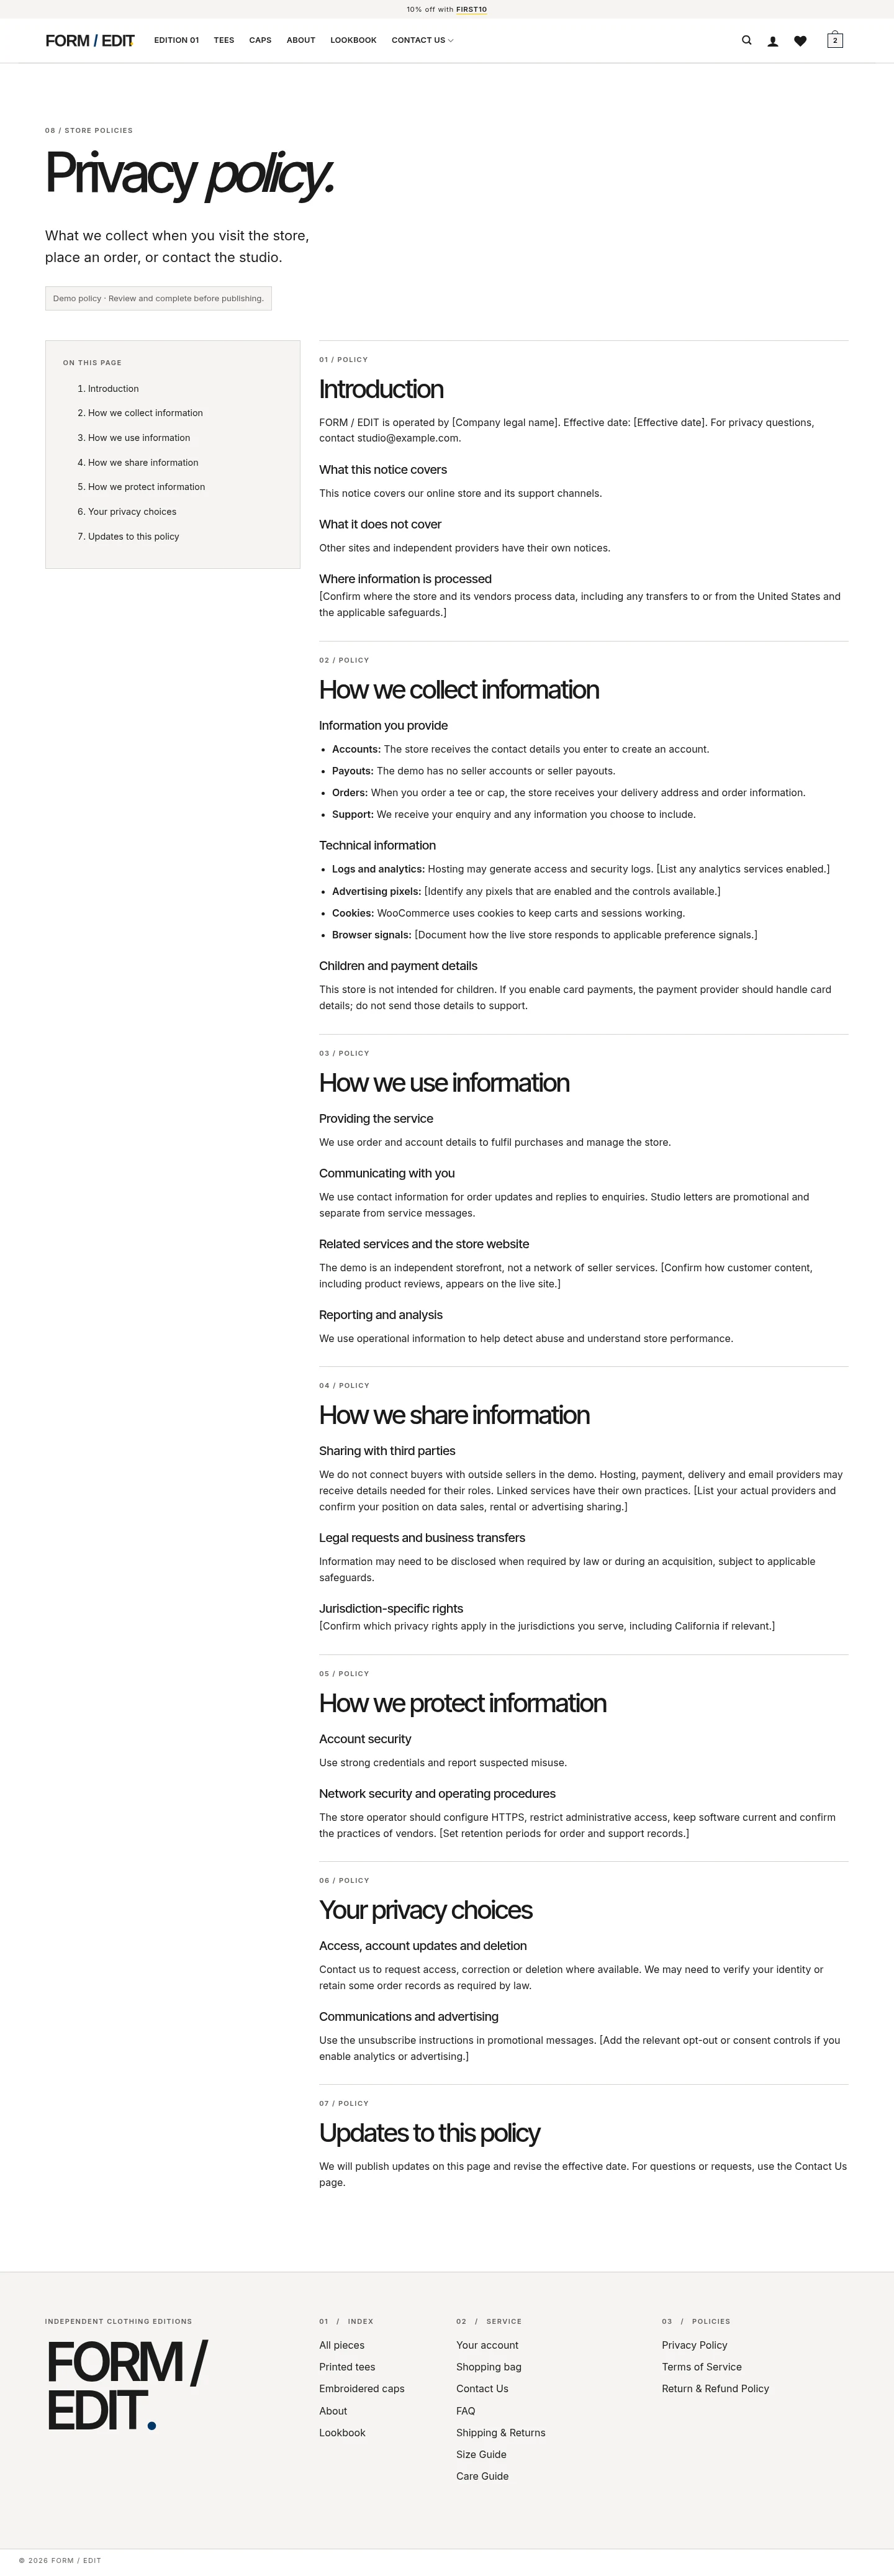 10% off with FIRST10
FORM / EDIT
EDITION 01 TEES CAPS ABOUT LOOKBOOK CONTACT US
2
08 / STORE POLICIES
Privacy policy.
What we collect when you visit the store,
place an order, or contact the studio.
Demo policy · Review and complete before publishing.
ON THIS PAGE
1. Introduction
2. How we collect information
3. How we use information
4. How we share information
5. How we protect information
6. Your privacy choices
7. Updates to this policy
01 / POLICY
Introduction
FORM / EDIT is operated by [Company legal name]. Effective date: [Effective date]. For privacy questions,
contact studio@example.com.
What this notice covers
This notice covers our online store and its support channels.
What it does not cover
Other sites and independent providers have their own notices.
Where information is processed
[Confirm where the store and its vendors process data, including any transfers to or from the United States and
the applicable safeguards.]
02 / POLICY
How we collect information
Information you provide
• Accounts: The store receives the contact details you enter to create an account.
• Payouts: The demo has no seller accounts or seller payouts.
• Orders: When you order a tee or cap, the store receives your delivery address and order information.
• Support: We receive your enquiry and any information you choose to include.
Technical information
• Logs and analytics: Hosting may generate access and security logs. [List any analytics services enabled.]
• Advertising pixels: [Identify any pixels that are enabled and the controls available.]
• Cookies: WooCommerce uses cookies to keep carts and sessions working.
• Browser signals: [Document how the live store responds to applicable preference signals.]
Children and payment details
This store is not intended for children. If you enable card payments, the payment provider should handle card
details; do not send those details to support.
03 / POLICY
How we use information
Providing the service
We use order and account details to fulfil purchases and manage the store.
Communicating with you
We use contact information for order updates and replies to enquiries. Studio letters are promotional and
separate from service messages.
Related services and the store website
The demo is an independent storefront, not a network of seller services. [Confirm how customer content,
including product reviews, appears on the live site.]
Reporting and analysis
We use operational information to help detect abuse and understand store performance.
04 / POLICY
How we share information
Sharing with third parties
We do not connect buyers with outside sellers in the demo. Hosting, payment, delivery and email providers may
receive details needed for their roles. Linked services have their own practices. [List your actual providers and
confirm your position on data sales, rental or advertising sharing.]
Legal requests and business transfers
Information may need to be disclosed when required by law or during an acquisition, subject to applicable
safeguards.
Jurisdiction-specific rights
[Confirm which privacy rights apply in the jurisdictions you serve, including California if relevant.]
05 / POLICY
How we protect information
Account security
Use strong credentials and report suspected misuse.
Network security and operating procedures
The store operator should configure HTTPS, restrict administrative access, keep software current and confirm
the practices of vendors. [Set retention periods for order and support records.]
06 / POLICY
Your privacy choices
Access, account updates and deletion
Contact us to request access, correction or deletion where available. We may need to verify your identity or
retain some order records as required by law.
Communications and advertising
Use the unsubscribe instructions in promotional messages. [Add the relevant opt-out or consent controls if you
enable analytics or advertising.]
07 / POLICY
Updates to this policy
We will publish updates on this page and revise the effective date. For questions or requests, use the Contact Us
page.
INDEPENDENT CLOTHING EDITIONS
FORM /
EDIT.
01 / INDEX
All pieces
Printed tees
Embroidered caps
About
Lookbook
02 / SERVICE
Your account
Shopping bag
Contact Us
FAQ
Shipping & Returns
Size Guide
Care Guide
03 / POLICIES
Privacy Policy
Terms of Service
Return & Refund Policy
© 2026 FORM / EDIT